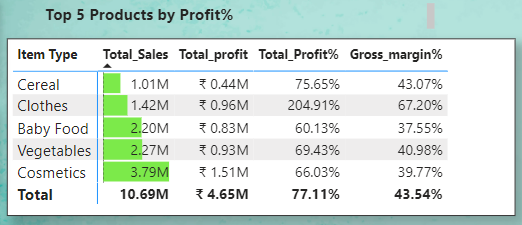 Top 5 Products by Profit%
Item Type Total_Sales Total_profit Total_Profit% Gross_margin%
Cereal 1.01M ₹ 0.44M 75.65% 43.07%
Clothes 1.42M ₹ 0.96M 204.91% 67.20%
Baby Food 2.20M ₹ 0.83M 60.13% 37.55%
Vegetables 2.27M ₹ 0.93M 69.43% 40.98%
Cosmetics 3.79M ₹ 1.51M 66.03% 39.77%
Total 10.69M ₹ 4.65M 77.11% 43.54%